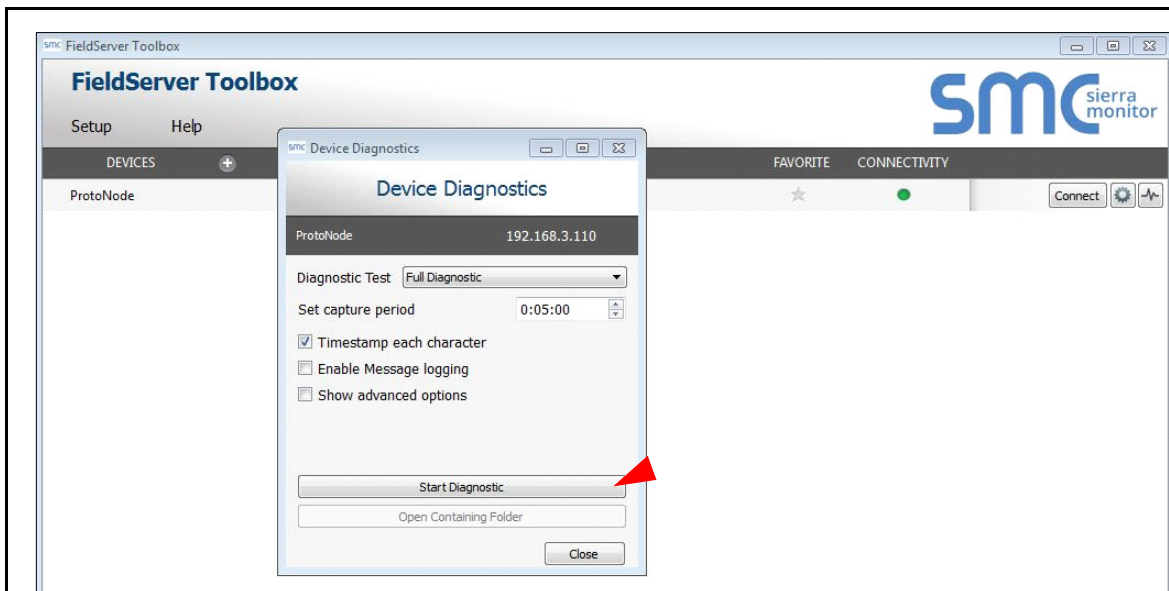 smc FieldServer Toolbox
FieldServer Toolbox
smc sierra monitor
Setup Help
DEVICES FAVORITE CONNECTIVITY
ProtoNode Connect
smc Device Diagnostics
Device Diagnostics
ProtoNode 192.168.3.110
Diagnostic Test Full Diagnostic
Set capture period 0:05:00
Timestamp each character
Enable Message logging
Show advanced options
Start Diagnostic
Open Containing Folder
Close